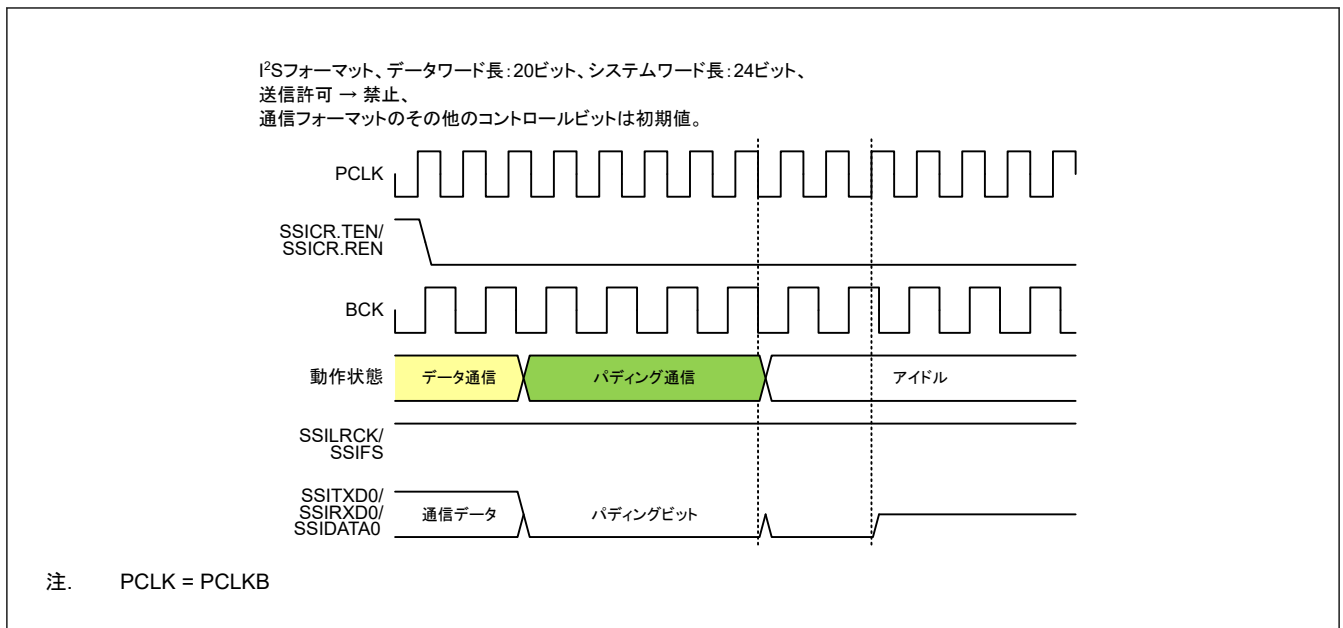 I²Sフォーマット、データワード長：20ビット、システムワード長：24ビット、
送信許可 → 禁止、
通信フォーマットのその他のコントロールビットは初期値。
PCLK
SSICR.TEN/
SSICR.REN
BCK
動作状態
データ通信
パディング通信
アイドル
SSILRCK/
SSIFS
SSITXD0/
SSIRXD0/
SSIDATA0
通信データ
パディングビット
注. PCLK = PCLKB